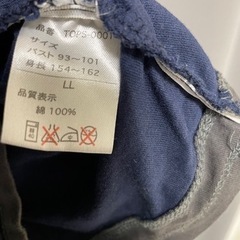 品番 TOPS-0001
サイズ
バスト 93〜101
身長 154〜162
LL
品質表示
綿 100%